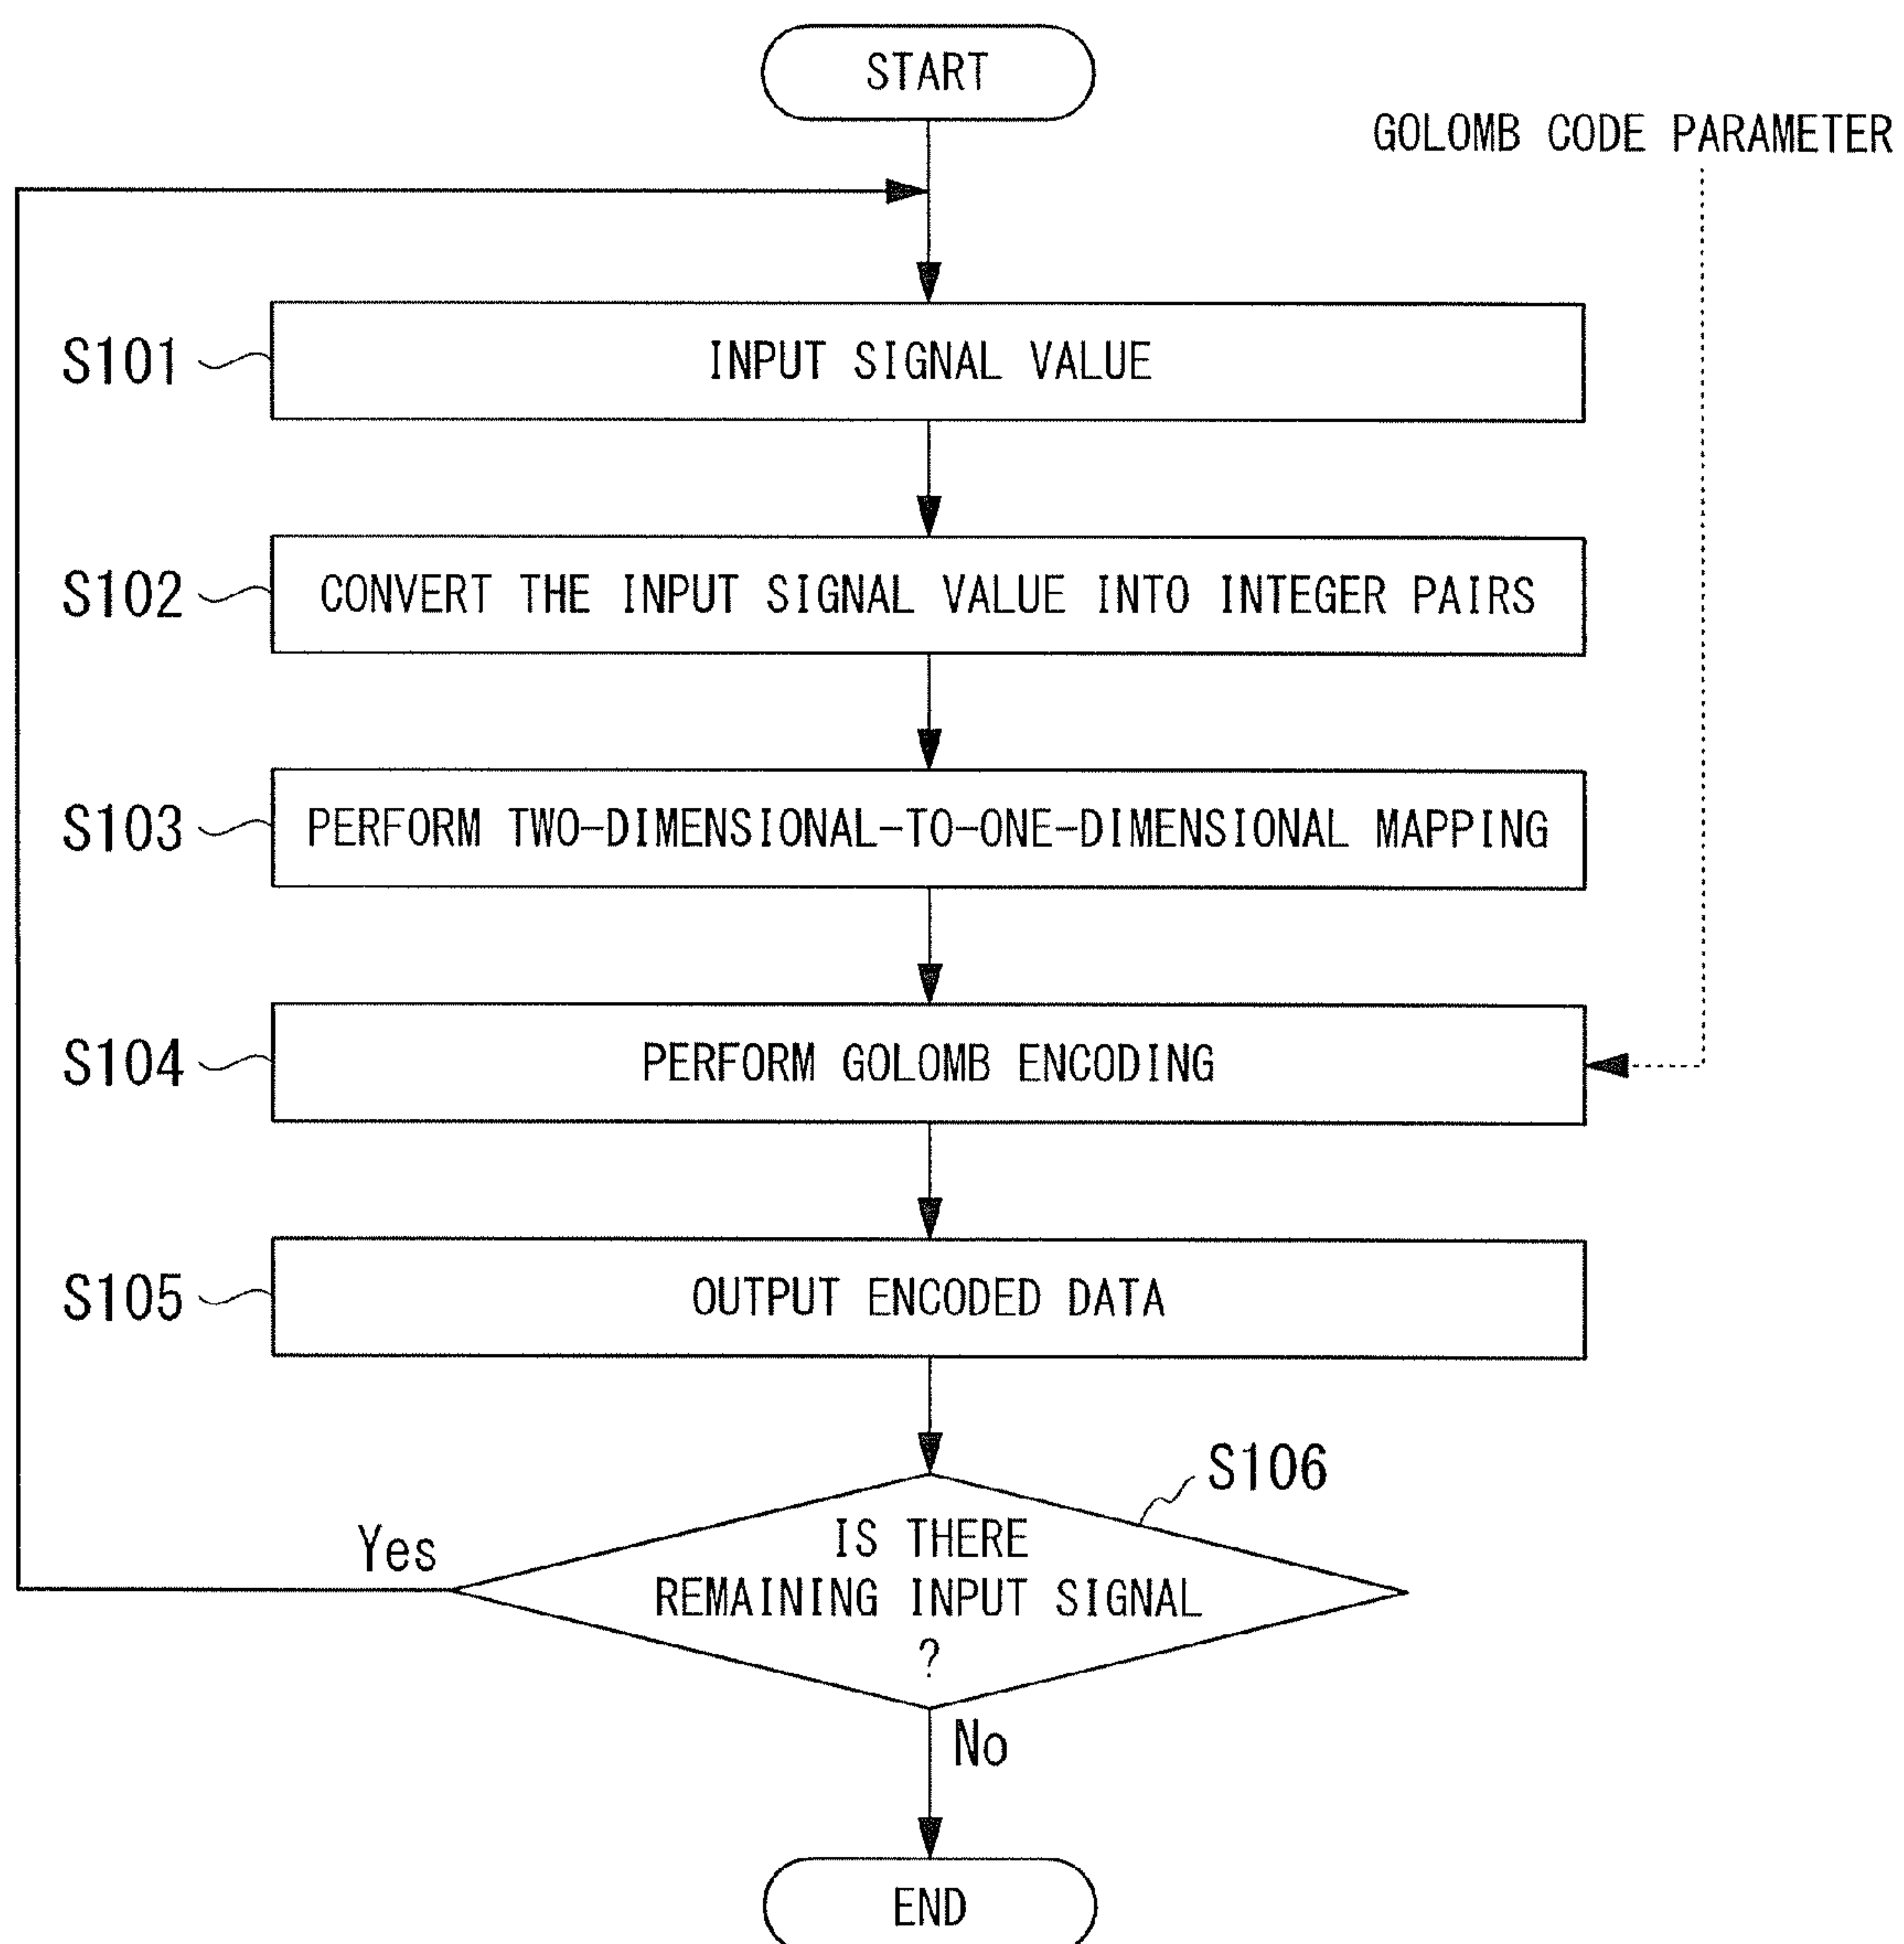 START
GOLOMB CODE PARAMETER
S101
INPUT SIGNAL VALUE
S102
CONVERT THE INPUT SIGNAL VALUE INTO INTEGER PAIRS
S103
PERFORM TWO-DIMENSIONAL-TO-ONE-DIMENSIONAL MAPPING
S104
PERFORM GOLOMB ENCODING
S105
OUTPUT ENCODED DATA
S106
IS THERE
REMAINING INPUT SIGNAL
?
Yes
No
END